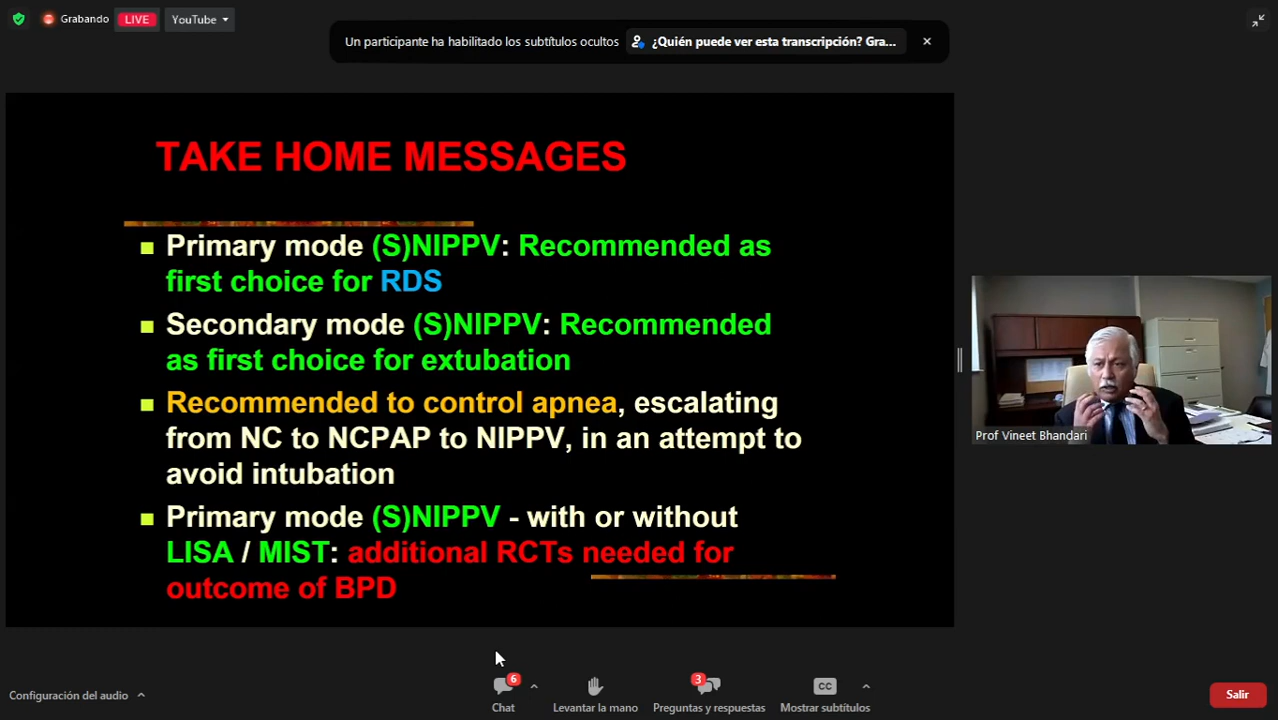 Grabando
LIVE
YouTube
Un participante ha habilitado los subtítulos ocultos
¿Quién puede ver esta transcripción? Gra...
TAKE HOME MESSAGES
Primary mode (S)NIPPV: Recommended as
first choice for RDS
Secondary mode (S)NIPPV: Recommended
as first choice for extubation
Recommended to control apnea, escalating
from NC to NCPAP to NIPPV, in an attempt to
avoid intubation
Primary mode (S)NIPPV - with or without
LISA / MIST: additional RCTs needed for
outcome of BPD
Prof Vineet Bhandari
Configuración del audio
6
Chat
Levantar la mano
3
Preguntas y respuestas
CC
Mostrar subtítulos
Salir